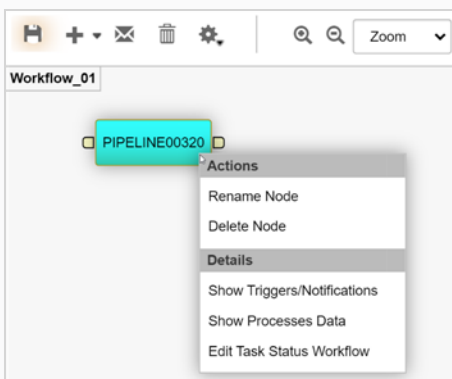 Zoom
Workflow_01
PIPELINE00320
Actions
Rename Node
Delete Node
Details
Show Triggers/Notifications
Show Processes Data
Edit Task Status Workflow